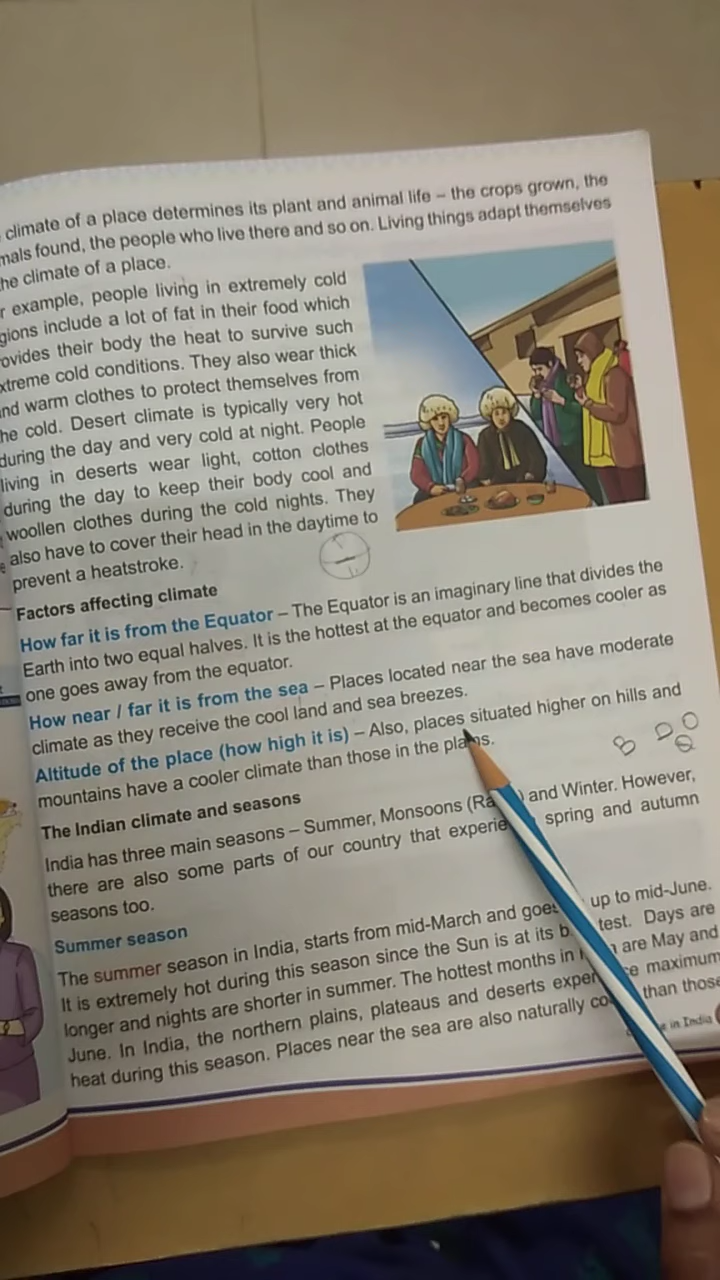 climate of a place determines its plant and animal life – the crops grown, the
mals found, the people who live there and so on. Living things adapt themselves
he climate of a place.
r example, people living in extremely cold
gions include a lot of fat in their food which
ovides their body the heat to survive such
xtreme cold conditions. They also wear thick
nd warm clothes to protect themselves from
he cold. Desert climate is typically very hot
during the day and very cold at night. People
living in deserts wear light, cotton clothes
during the day to keep their body cool and
woollen clothes during the cold nights. They
also have to cover their head in the daytime to
prevent a heatstroke.
Factors affecting climate
How far it is from the Equator – The Equator is an imaginary line that divides the
Earth into two equal halves. It is the hottest at the equator and becomes cooler as
one goes away from the equator.
How near / far it is from the sea – Places located near the sea have moderate
climate as they receive the cool land and sea breezes.
Altitude of the place (how high it is) – Also, places situated higher on hills and
mountains have a cooler climate than those in the plains.
The Indian climate and seasons
India has three main seasons – Summer, Monsoons (Ra ) and Winter. However,
there are also some parts of our country that experie spring and autumn
seasons too.
Summer season
The summer season in India, starts from mid-March and goes up to mid-June.
It is extremely hot during this season since the Sun is at its b test. Days are
longer and nights are shorter in summer. The hottest months in are May and
June. In India, the northern plains, plateaus and deserts exper ce maximum
heat during this season. Places near the sea are also naturally co than those
e in India